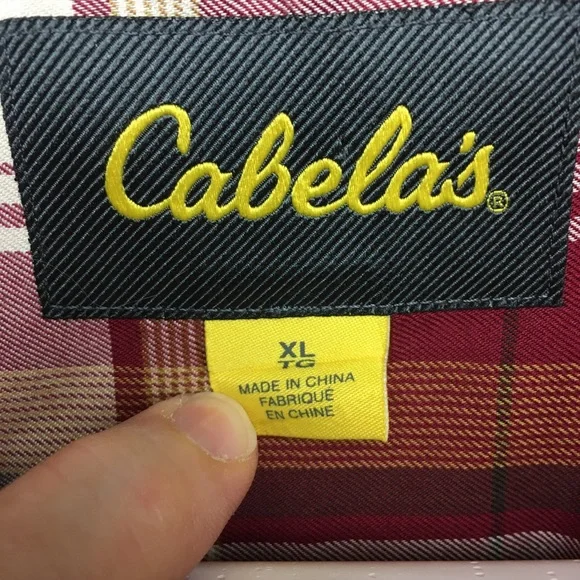 Cabela's®
XL
TG
MADE IN CHINA
FABRIQUÉ
EN CHINE